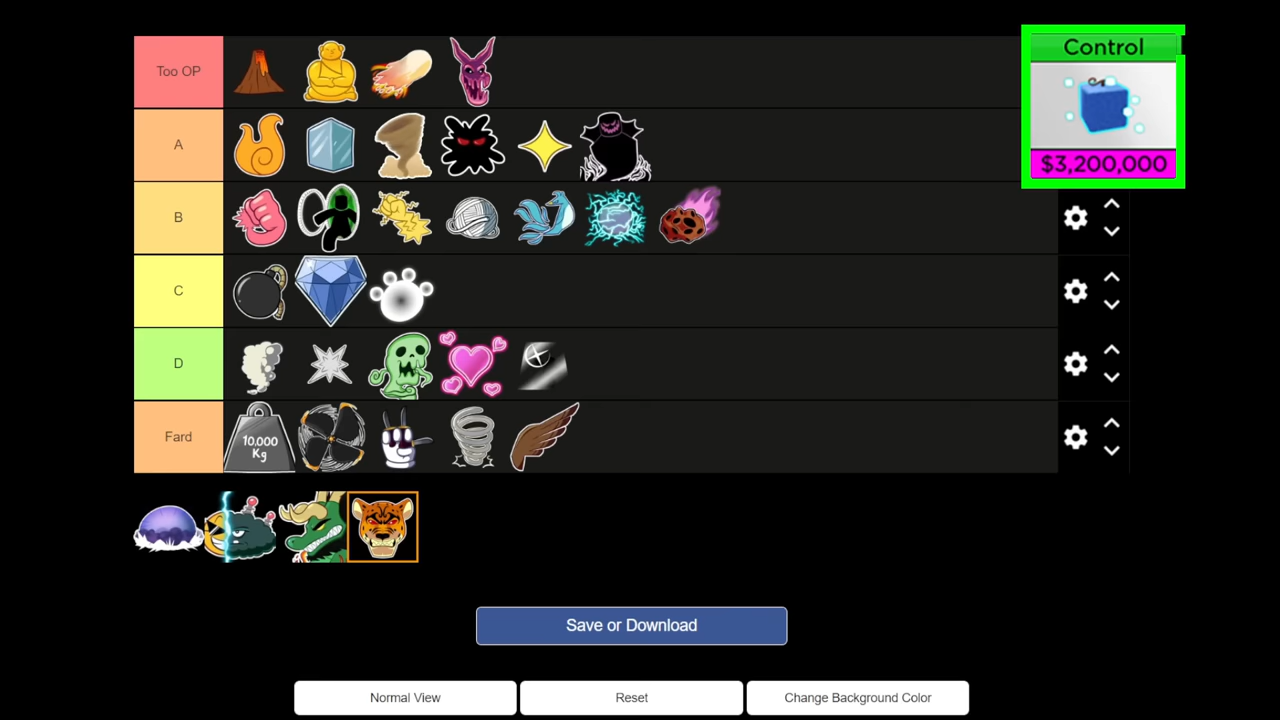 Too OP
Control
$3,200,000
A
B
C
D
Fard
10.000
Kg
Save or Download
Normal View
Reset
Change Background Color